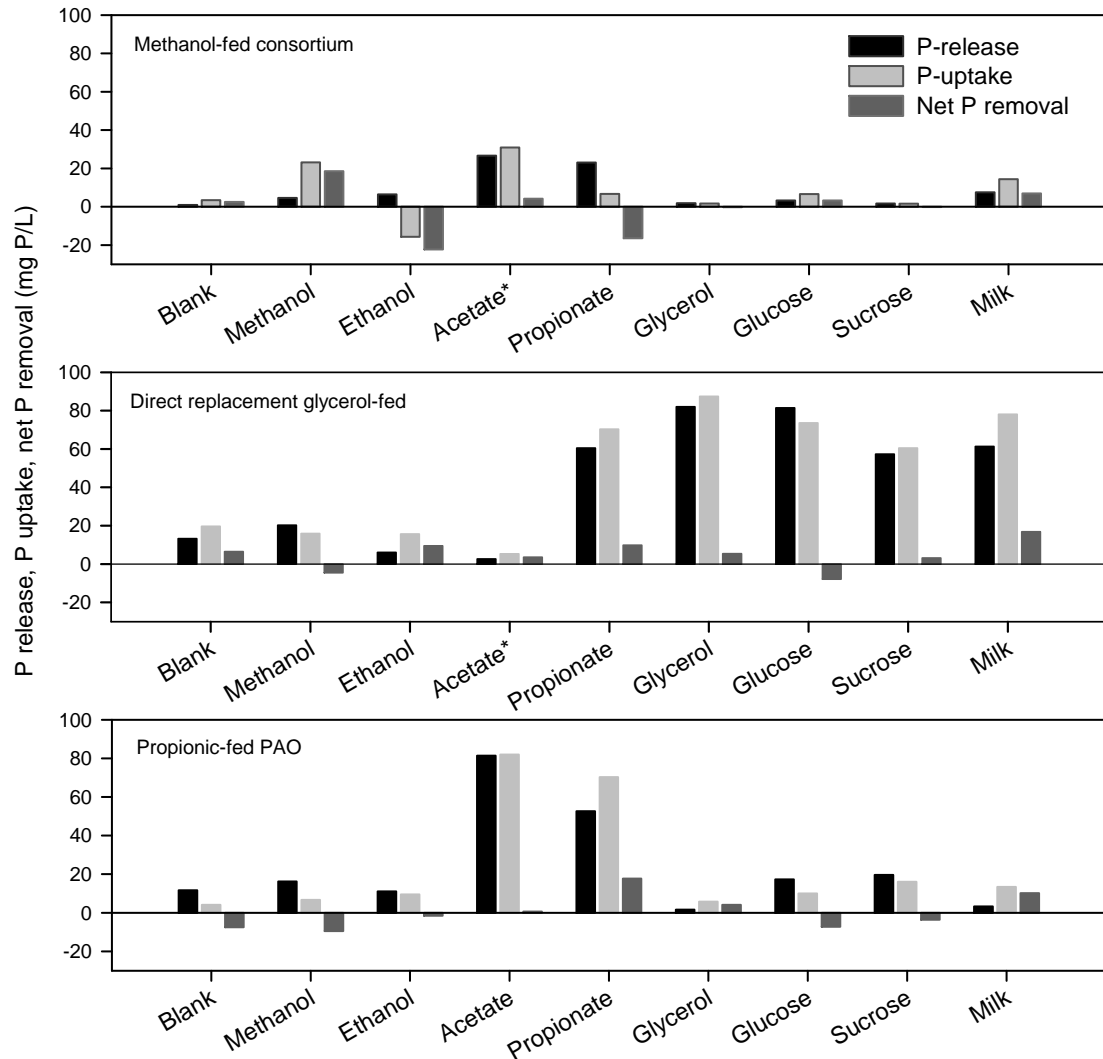 P release, P uptake, net P removal (mg P/L)
Methanol-fed consortium
P-release
P-uptake
Net P removal
100
80
60
40
20
0
-20
Blank
Methanol
Ethanol
Acetate*
Propionate
Glycerol
Glucose
Sucrose
Milk
Direct replacement glycerol-fed
100
80
60
40
20
0
-20
Blank
Methanol
Ethanol
Acetate*
Propionate
Glycerol
Glucose
Sucrose
Milk
Propionic-fed PAO
100
80
60
40
20
0
-20
Blank
Methanol
Ethanol
Acetate
Propionate
Glycerol
Glucose
Sucrose
Milk